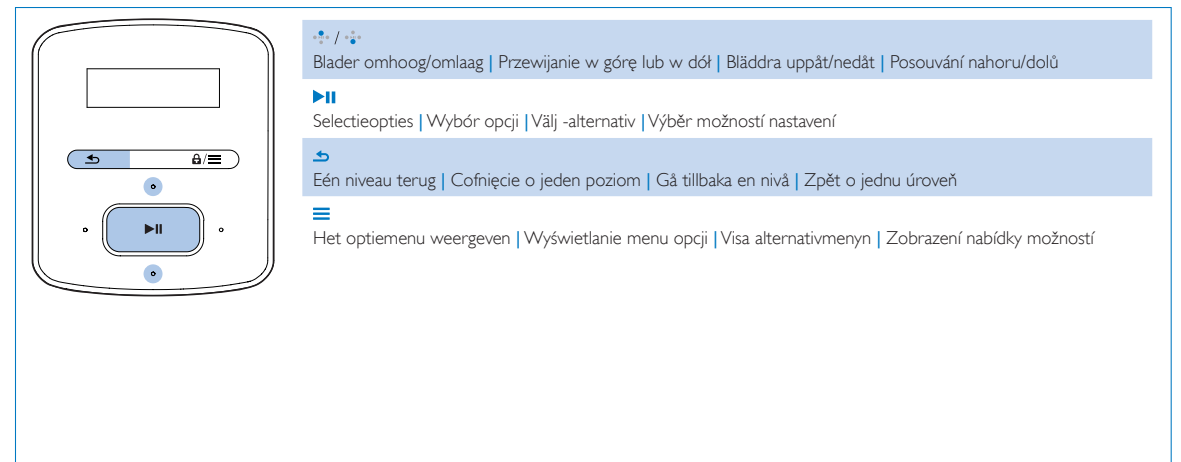 Blader omhoog/omlaag | Przewijanie w górę lub w dół | Bläddra uppåt/nedåt | Posouvání nahoru/dolů
Selectieopties | Wybór opcji | Välj -alternativ | Výběr možností nastavení
Eén niveau terug | Cofnięcie o jeden poziom | Gå tillbaka en nivå | Zpět o jednu úroveň
Het optiemenu weergeven | Wyświetlanie menu opcji | Visa alternativmenyn | Zobrazení nabídky možností